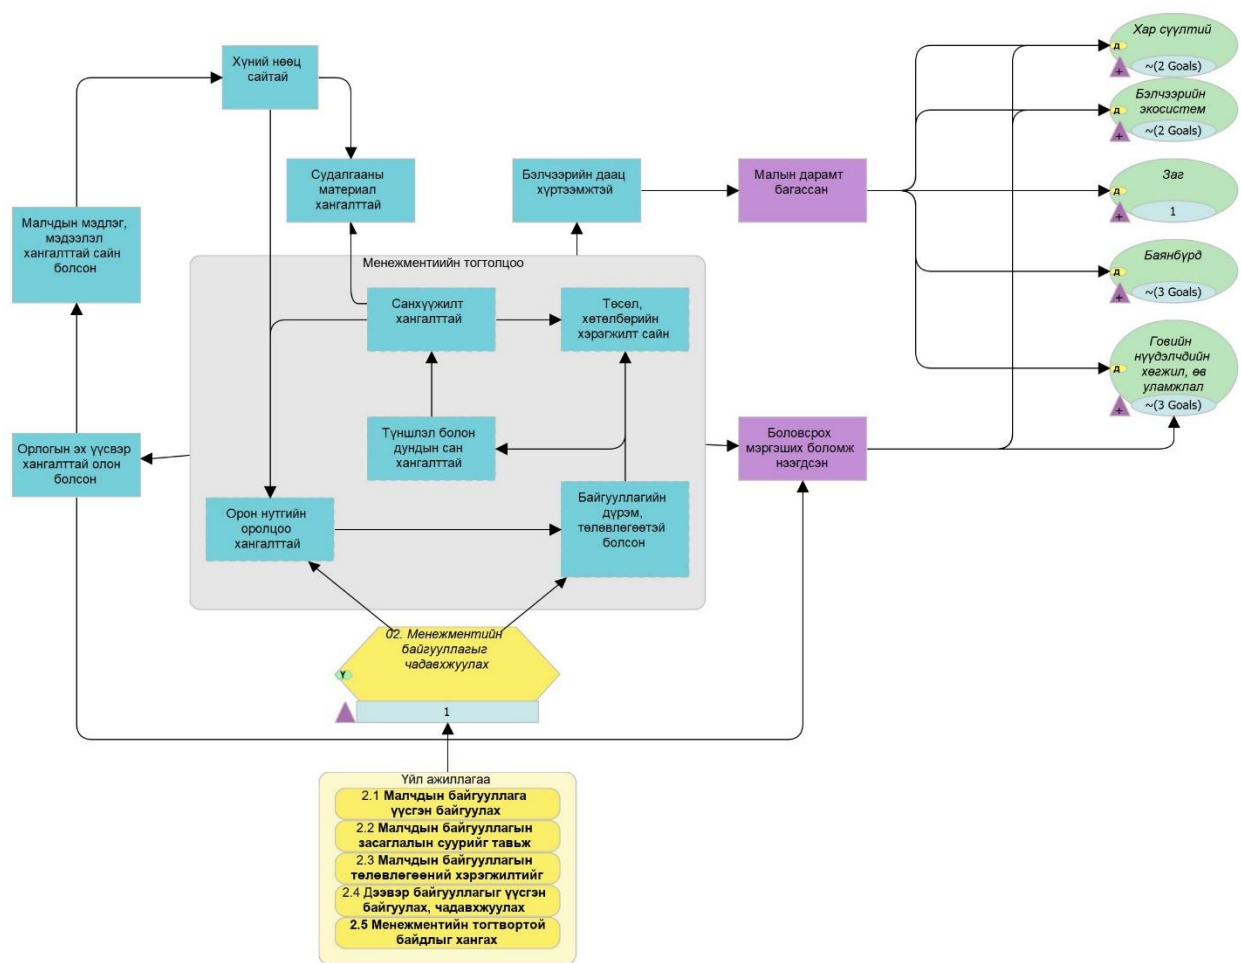 Хүний нөөц
сайтай
Судалгааны
материал
хангалттай
Бэлчээрийн даац
хүртээмжтэй
Малын дарамт
багассан
Хар сүүлтий
д
+
~(2 Goals)
Бэлчээрийн
экосистем
д
+
~(2 Goals)
Заг
д
+
1
Баянбүрд
д
+
~(3 Goals)
Говийн
нүүдэлчдийн
хөгжил, өв
уламжлал
д
+
~(3 Goals)
Малчдын мэдлэг,
мэдээлэл
хангалттай сайн
болсон
Менежментиийн тогтолцоо
Санхүүжилт
хангалттай
Төсөл,
хөтөлбөрийн
хэрэгжилт сайн
Түншлэл болон
дундын сан
хангалттай
Орлогын эх үүсвэр
хангалттай олон
болсон
Боловсрох
мэргэших боломж
нээгдсэн
Орон нутгийн
оролцоо
хангалттай
Байгууллагийн
дүрэм,
төлөвлөгөөтэй
болсон
02. Менежментийн
байгууллагыг
чадавхжуулах
Ү
1
Үйл ажиллагаа
2.1 Малчдын байгууллага
үүсгэн байгуулах
2.2 Малчдын байгууллагын
засаглалын суурийг тавьж
2.3 Малчдын байгууллагын
төлөвлөгөөний хэрэгжилтийг
2.4 Дээвэр байгууллагыг үүсгэн
байгуулах, чадавхжуулах
2.5 Менежментийн тогтвортой
байдлыг хангах